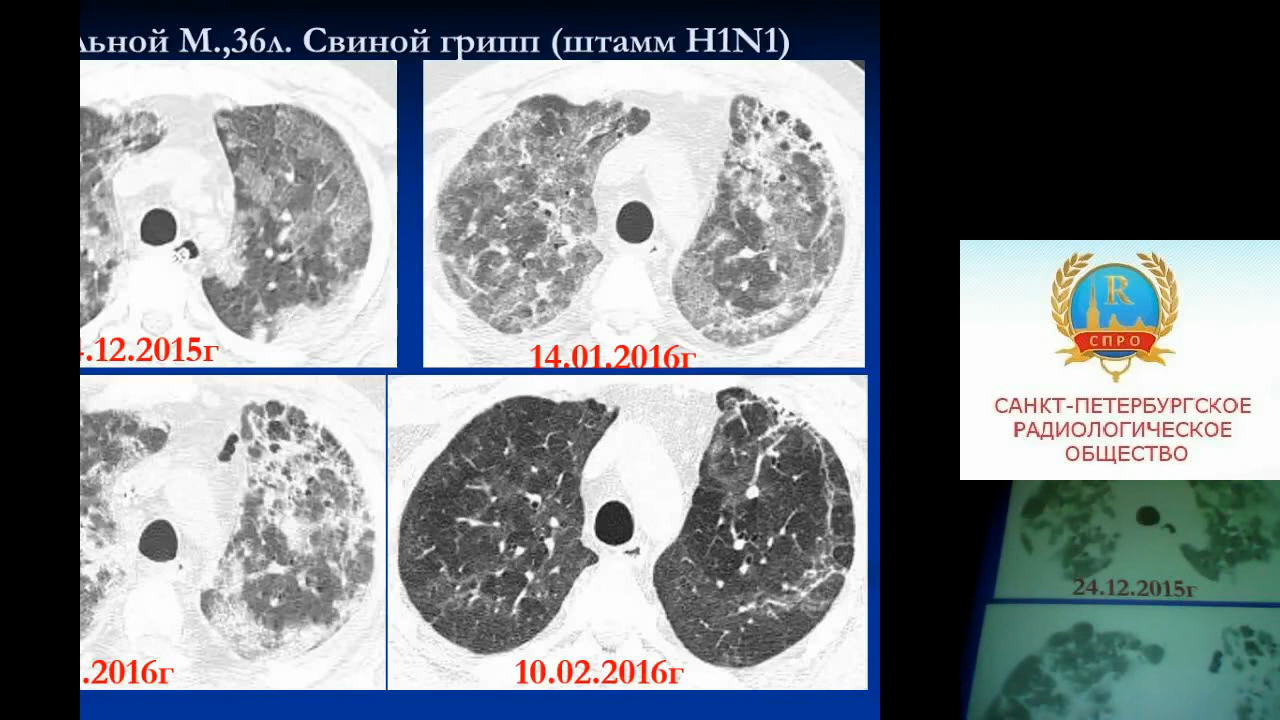 льной М.,36л. Свиной грипп (штамм H1N1)
4.12.2015г
14.01.2016г
.2016г
10.02.2016г
R
СПРО
САНКТ-ПЕТЕРБУРГСКОЕ
РАДИОЛОГИЧЕСКОЕ
ОБЩЕСТВО
24.12.2015г